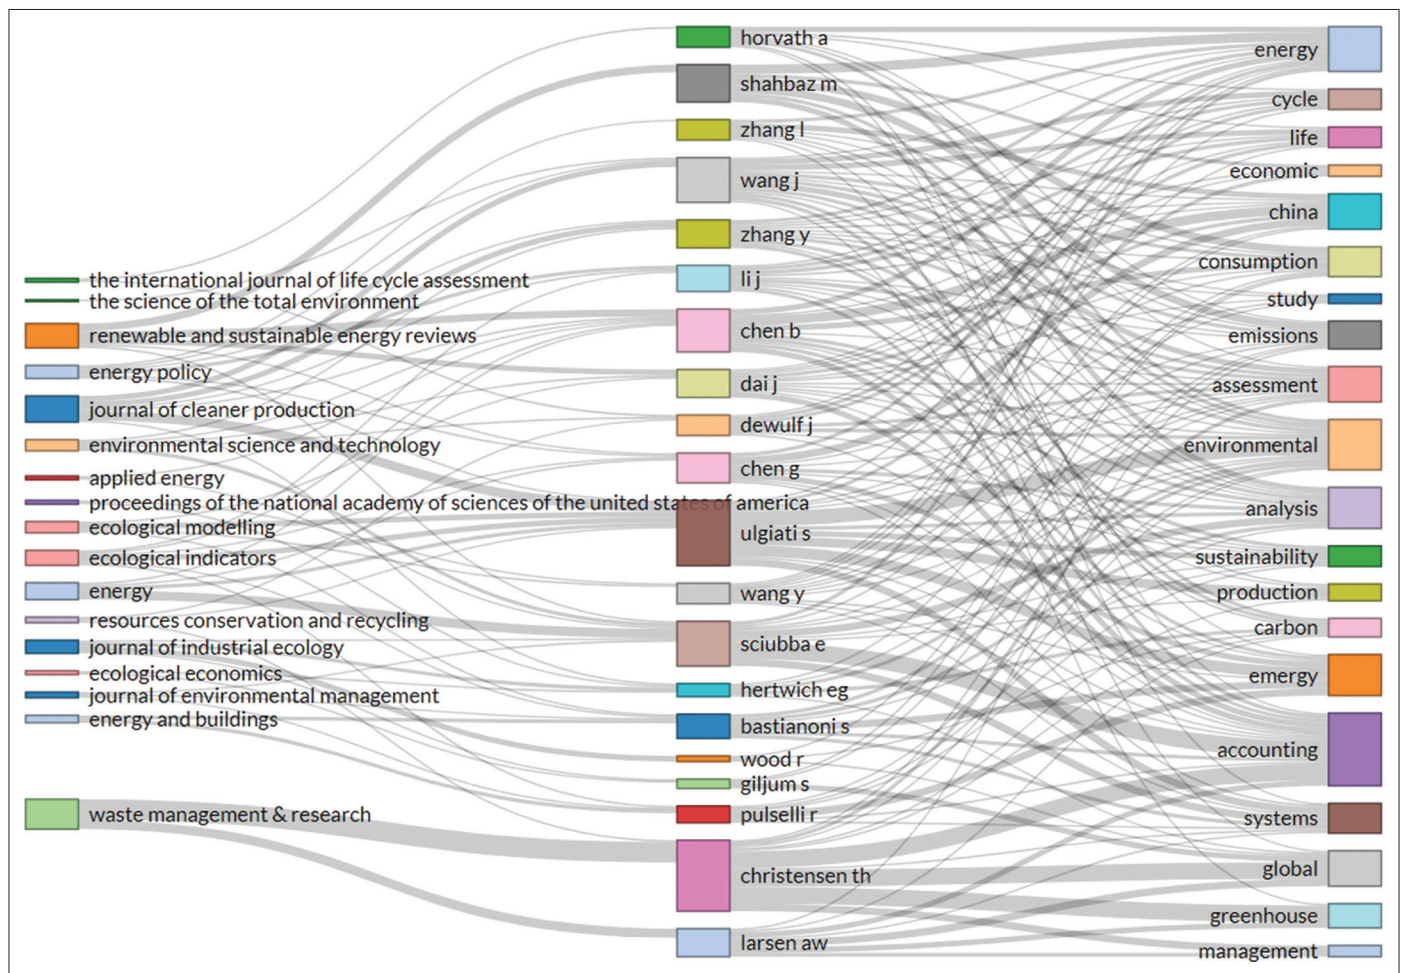 the international journal of life cycle assessment
the science of the total environment
renewable and sustainable energy reviews
energy policy
journal of cleaner production
environmental science and technology
applied energy
proceedings of the national academy of sciences of the united states of america
ecological modelling
ecological indicators
energy
resources conservation and recycling
journal of industrial ecology
ecological economics
journal of environmental management
energy and buildings
waste management & research
horvath a
shahbaz m
zhang l
wang j
zhang y
li j
chen b
dai j
dewulf j
chen g
ulgiati s
wang y
sciubba e
hertwich eg
bastianoni s
wood r
giljum s
pulselli r
christensen th
larsen aw
energy
cycle
life
economic
china
consumption
study
emissions
assessment
environmental
analysis
sustainability
production
carbon
emergy
accounting
systems
global
greenhouse
management